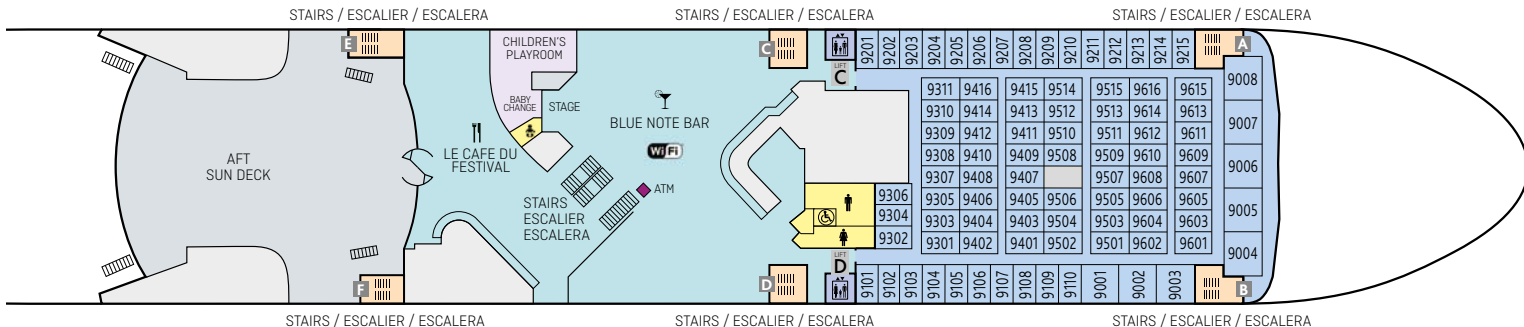 STAIRS / ESCALIER / ESCALERA
STAIRS / ESCALIER / ESCALERA
STAIRS / ESCALIER / ESCALERA
E
C
A
CHILDREN'S
PLAYROOM
BABY
CHANGE
STAGE
BLUE NOTE BAR
WiFi
LE CAFE DU
FESTIVAL
AFT
SUN DECK
ATM
STAIRS
ESCALIER
ESCALERA
LIFT
C
9201 9202 9203 9204 9205 9206 9207 9208 9209 9210 9211 9212 9213 9214 9215
9311 9416 9415 9514 9515 9616 9615
9310 9414 9413 9512 9513 9614 9613
9309 9412 9411 9510 9511 9612 9611
9308 9410 9409 9508 9509 9610 9609
9307 9408 9407 9507 9608 9607
9306 9305 9406 9405 9506 9505 9606 9605
9304 9303 9404 9403 9504 9503 9604 9603
9302 9301 9402 9401 9502 9501 9602 9601
9008
9007
9006
9005
9004
LIFT
D
9101 9102 9103 9104 9105 9106 9107 9108 9109 9110 9001 9002 9003
F
D
B
STAIRS / ESCALIER / ESCALERA
STAIRS / ESCALIER / ESCALERA
STAIRS / ESCALIER / ESCALERA